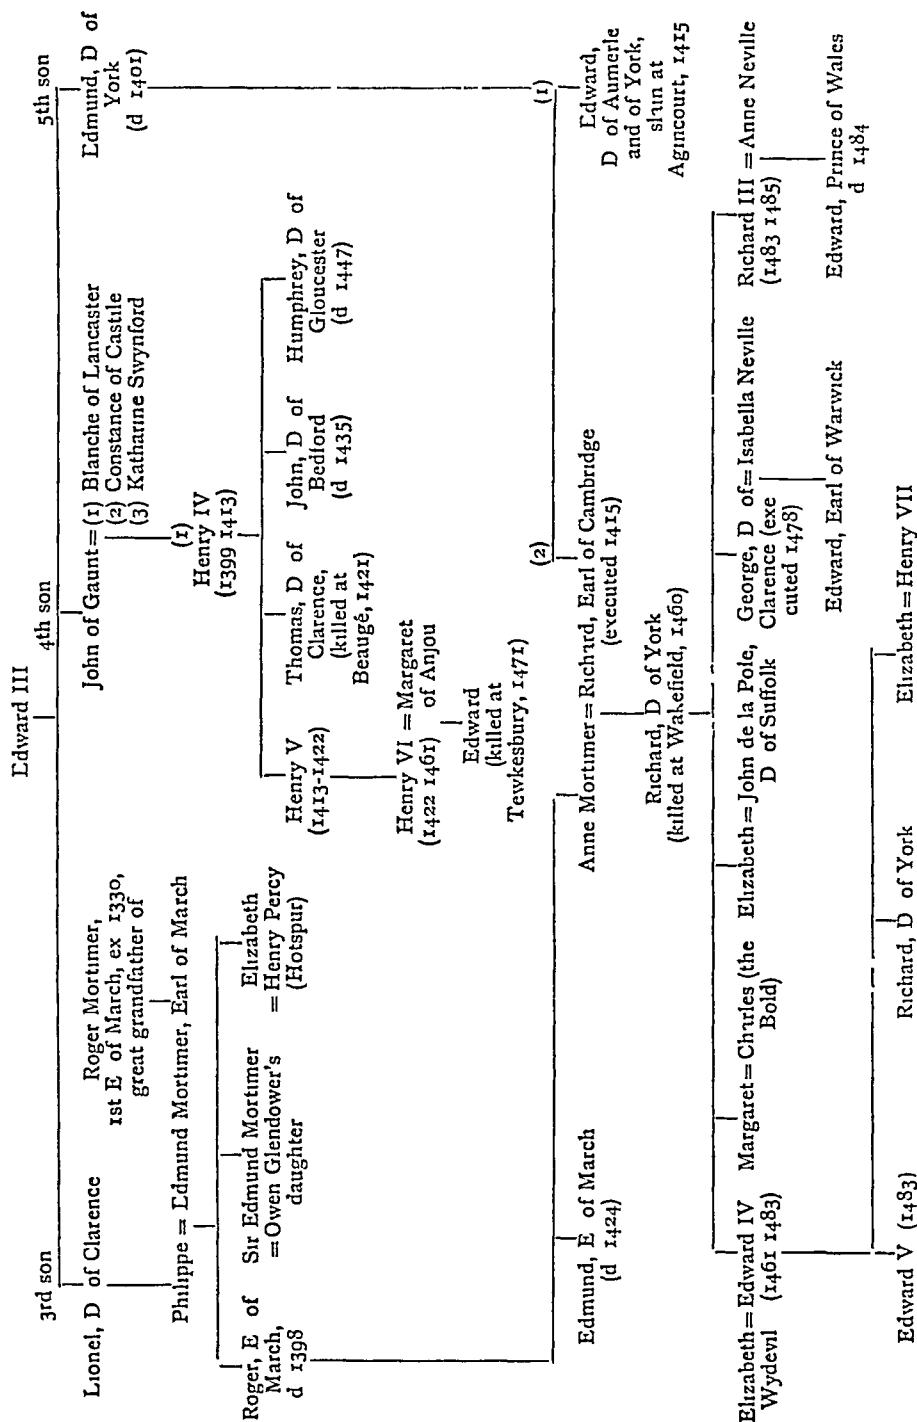 Edward III
3rd son
4th son
5th son
Lionel, D of Clarence
Roger Mortimer,
1st E of March, ex 1330,
great grandfather of
John of Gaunt = (1) Blanche of Lancaster
(2) Constance of Castile
(3) Katharine Swynford
Edmund, D of
York
(d 1401)
Philippe = Edmund Mortimer, Earl of March
(1)
Henry IV
(1399 1413)
Roger, E of
March,
d 1398
Sir Edmund Mortimer
= Owen Glendower's
daughter
Elizabeth
= Henry Percy
(Hotspur)
Henry V
(1413-1422)
Thomas, D of
Clarence,
(killed at
Beaugé, 1421)
John, D of
Bedford
(d 1435)
Humphrey, D of
Gloucester
(d 1447)
Henry VI = Margaret
(1422 1461) of Anjou
Edward
(killed at
Tewkesbury, 1471)
(2)
(1)
Edmund, E of March
(d 1424)
Anne Mortimer = Richard, Earl of Cambridge
(executed 1415)
Edward,
D of Aumerle
and of York,
slain at
Agincourt, 1415
Richard, D of York
(killed at Wakefield, 1460)
Elizabeth = Edward IV
Wydevil (1461 1483)
Margaret = Charles (the
Bold)
Elizabeth = John de la Pole,
D of Suffolk
George, D of = Isabella Neville
Clarence (exe
cuted 1478)
Richard III = Anne Neville
(1483 1485)
Edward, Earl of Warwick
Edward, Prince of Wales
d 1484
Edward V (1483)
Richard, D of York
Elizabeth = Henry VII